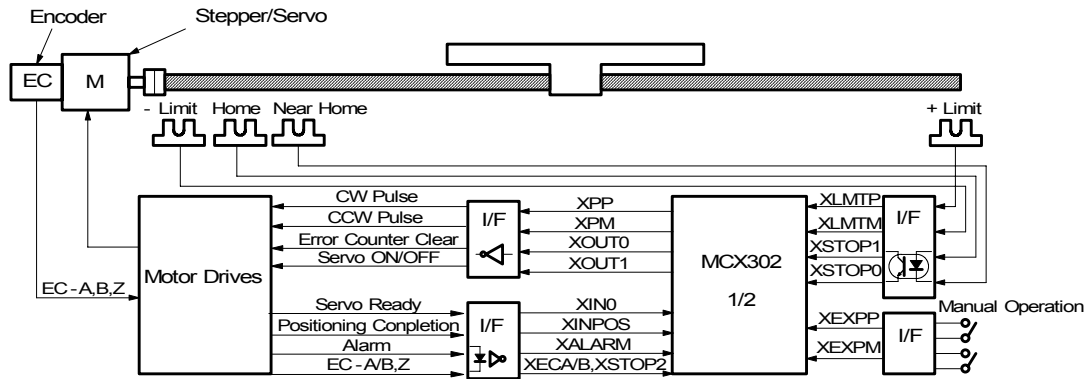 Encoder
Stepper/Servo
EC
M
- Limit
Home
Near Home
+ Limit
CW Pulse
CCW Pulse
Error Counter Clear
Servo ON/OFF
I/F
XPP
XPM
XOUT0
XOUT1
XLMTP
XLMTM
XSTOP1
XSTOP0
I/F
Motor Drives
MCX302
1/2
EC-A,B,Z
Servo Ready
Positioning Conpletion
Alarm
EC-A/B,Z
I/F
XIN0
XINPOS
XALARM
XECA/B,XSTOP2
XEXPP
XEXPM
I/F
Manual Operation